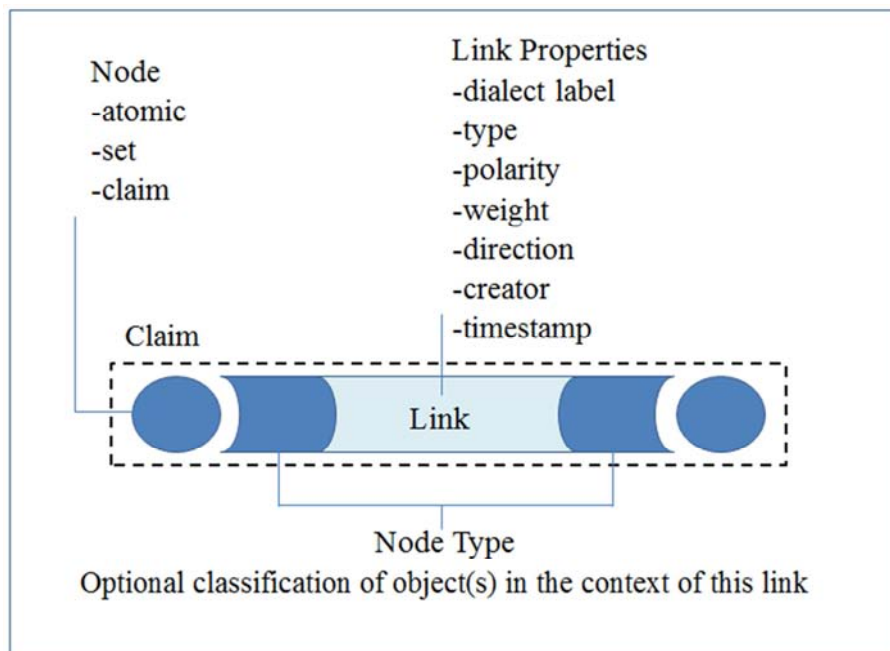 Node
-atomic
-set
-claim
Link Properties
-dialect label
-type
-polarity
-weight
-direction
-creator
-timestamp
Claim
Link
Node Type
Optional classification of object(s) in the context of this link